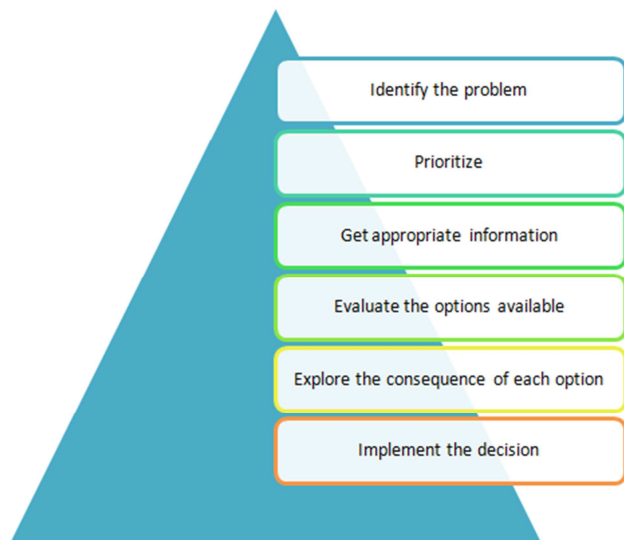 Identify the problem
Prioritize
Get appropriate information
Evaluate the options available
Explore the consequence of each option
Implement the decision